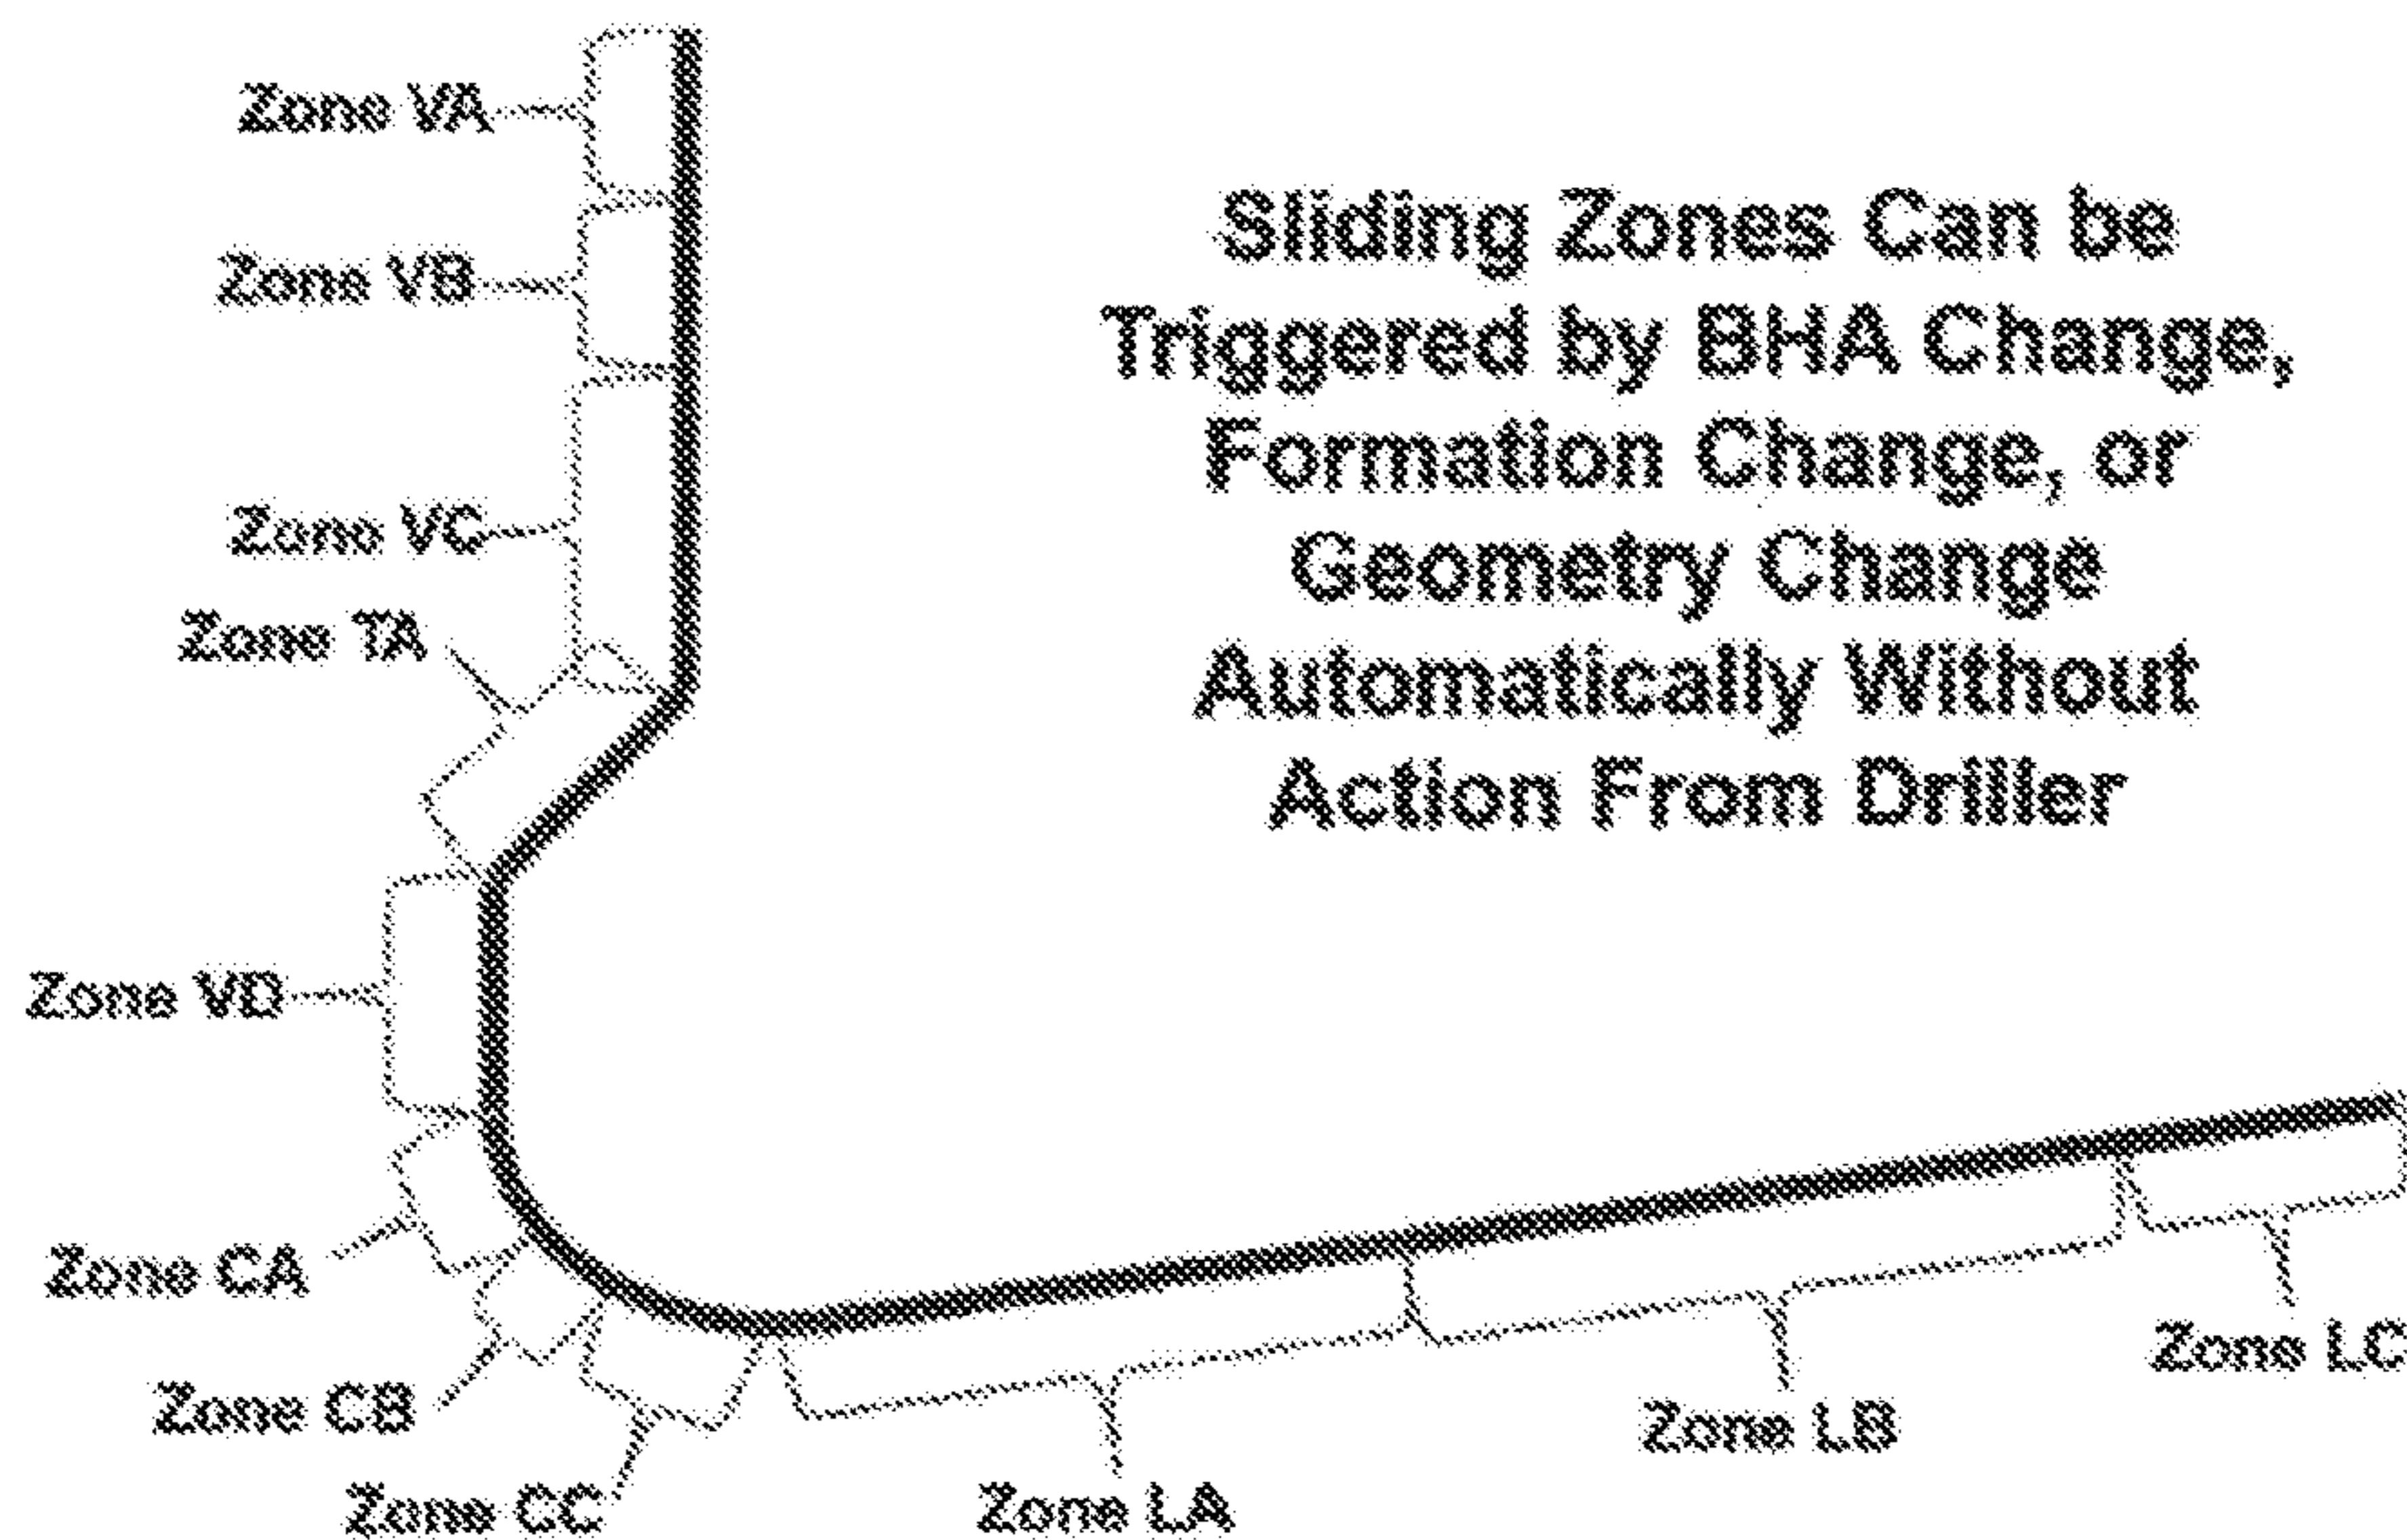 Zone VA
Zone VB
Zone VC
Zone TA
Zone VD
Zone CA
Zone CB
Zone CC
Zone LA
Zone LB
Zone LC
Sliding Zones Can be
Triggered by BHA Change,
Formation Change, or
Geometry Change
Automatically Without
Action From Driller